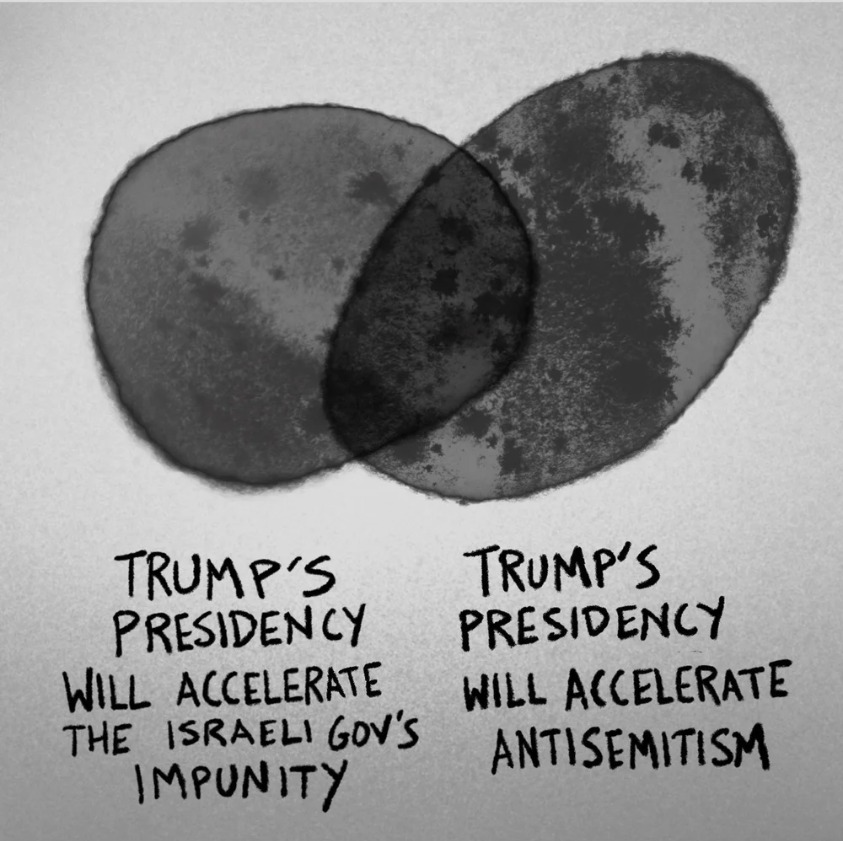 TRUMP'S
PRESIDENCY
WILL ACCELERATE
THE ISRAELI GOV'S
IMPUNITY
TRUMP'S
PRESIDENCY
WILL ACCELERATE
ANTISEMITISM